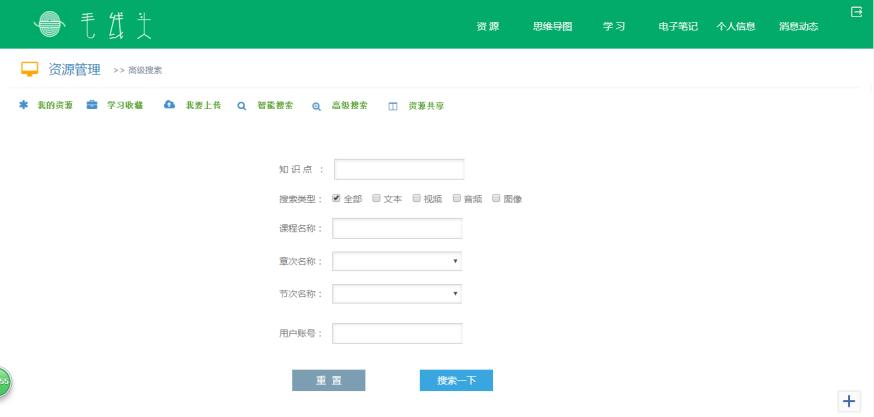 毛线头
资源 思维导图 学习 电子笔记 个人信息 消息动态
资源管理 >> 高级搜索
我的资源 学习收藏 我要上传 智能搜索 高级搜索 资源共享
知识点 :
搜索类型: 全部 文本 视频 音频 图像
课程名称:
章次名称:
节次名称:
用户账号:
重置 搜索一下
55